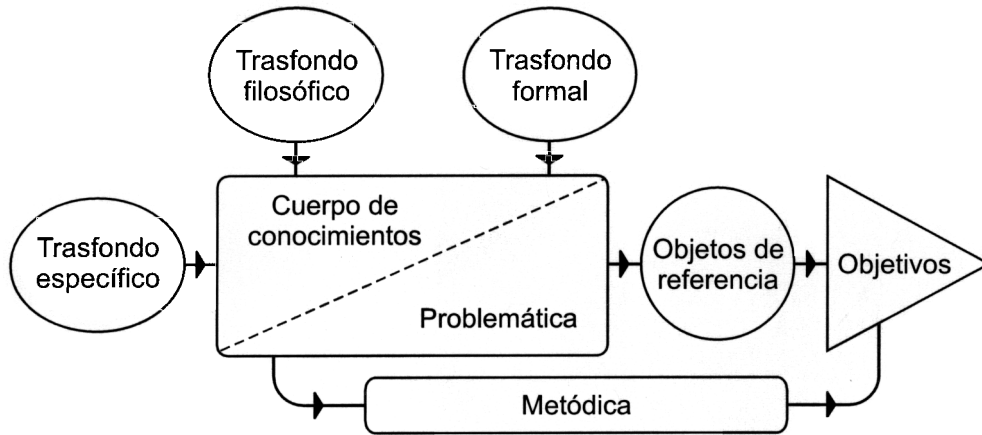 Trasfondo
filosófico
Trasfondo
formal
Trasfondo
específico
Cuerpo de
conocimientos
Problemática
Objetos de
referencia
Objetivos
Metódica